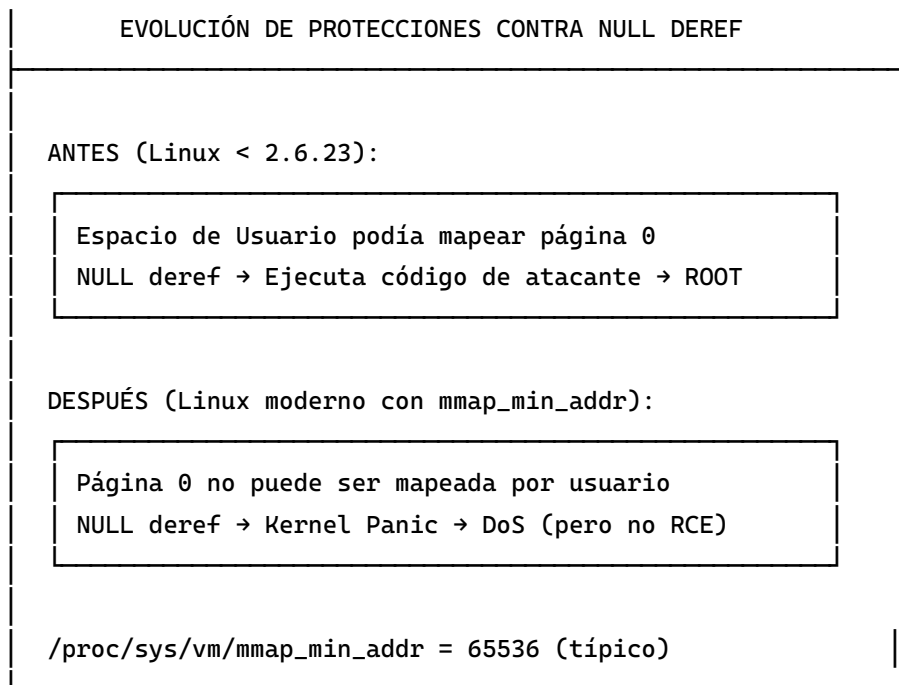 EVOLUCIÓN DE PROTECCIONES CONTRA NULL DEREF
ANTES (Linux < 2.6.23):
Espacio de Usuario podía mapear página 0
NULL deref → Ejecuta código de atacante → ROOT
DESPUÉS (Linux moderno con mmap_min_addr):
Página 0 no puede ser mapeada por usuario
NULL deref → Kernel Panic → DoS (pero no RCE)
/proc/sys/vm/mmap_min_addr = 65536 (típico)